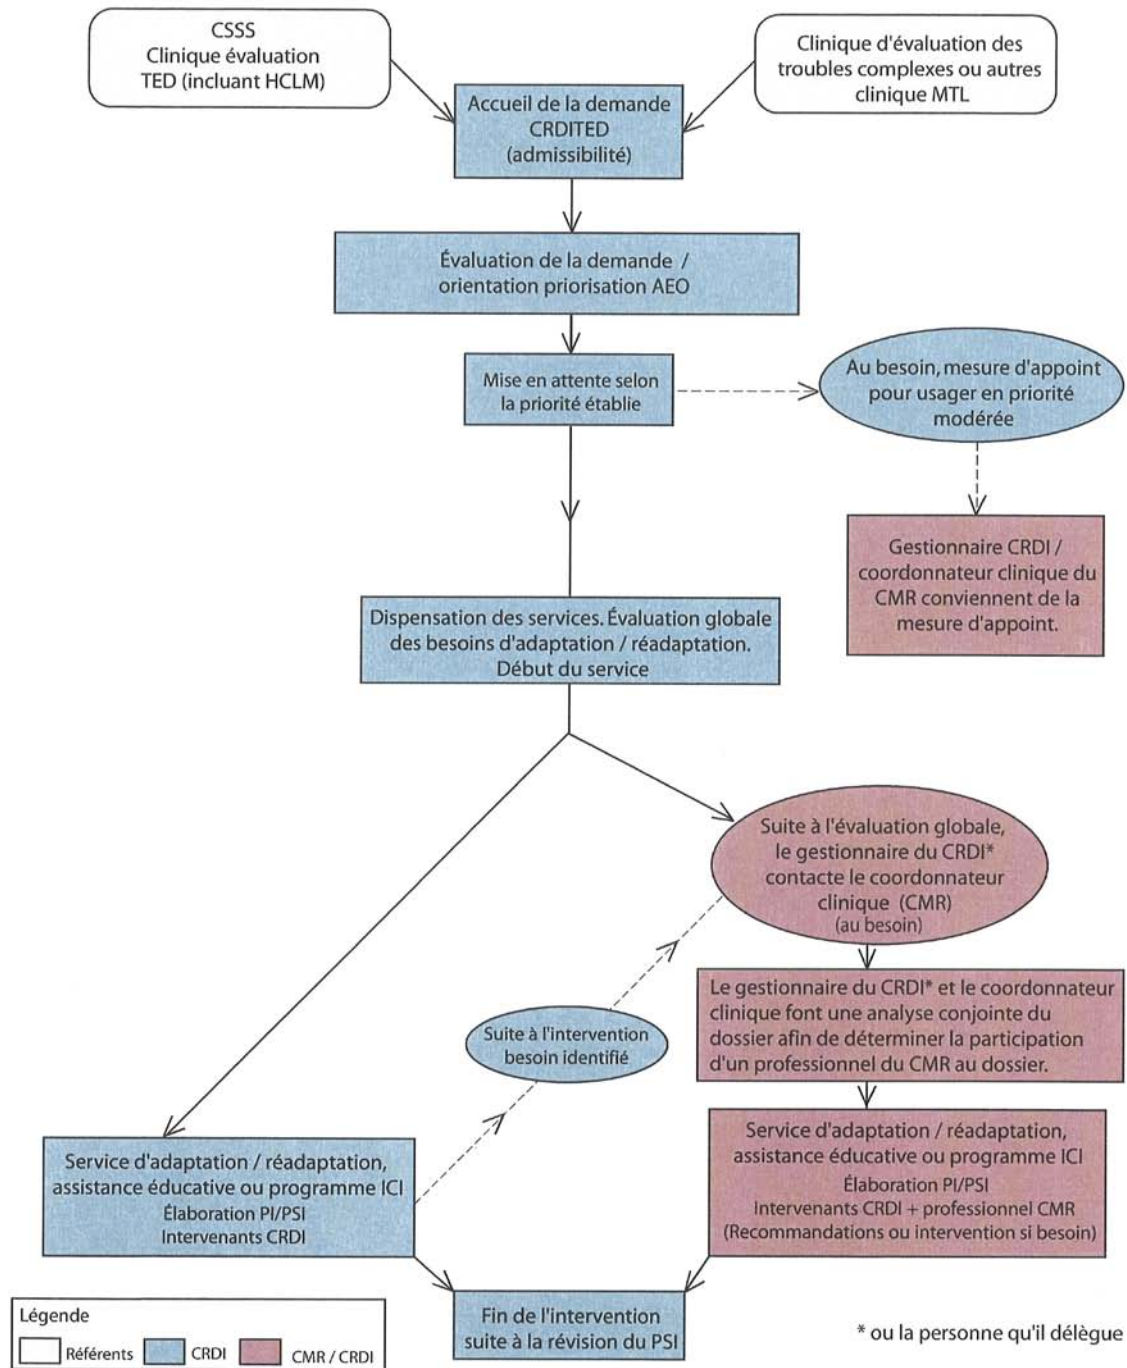 CSSS
Clinique évaluation
TED (incluant HCLM)
Clinique d'évaluation des
troubles complexes ou autres
clinique MTL
Accueil de la demande
CRDITED
(admissibilité)
Évaluation de la demande /
orientation priorisation AEO
Mise en attente selon
la priorité établie
Au besoin, mesure d'appoint
pour usager en priorité
modérée
Gestionnaire CRDI /
coordonnateur clinique du
CMR conviennent de la
mesure d'appoint.
Dispensation des services. Évaluation globale
des besoins d'adaptation / réadaptation.
Début du service
Suite à l'évaluation globale,
le gestionnaire du CRDI*
contacte le coordonnateur
clinique (CMR)
(au besoin)
Le gestionnaire du CRDI* et le coordonnateur
clinique font une analyse conjointe du
dossier afin de déterminer la participation
d'un professionnel du CMR au dossier.
Suite à l'intervention
besoin identifié
Service d'adaptation / réadaptation,
assistance éducative ou programme ICI
Élaboration PI/PSI
Intervenants CRDI
Service d'adaptation / réadaptation,
assistance éducative ou programme ICI
Élaboration PI/PSI
Intervenants CRDI + professionnel CMR
(Recommandations ou intervention si besoin)
Fin de l'intervention
suite à la révision du PSI
Légende
Référents
CRDI
CMR / CRDI
* ou la personne qu'il délègue